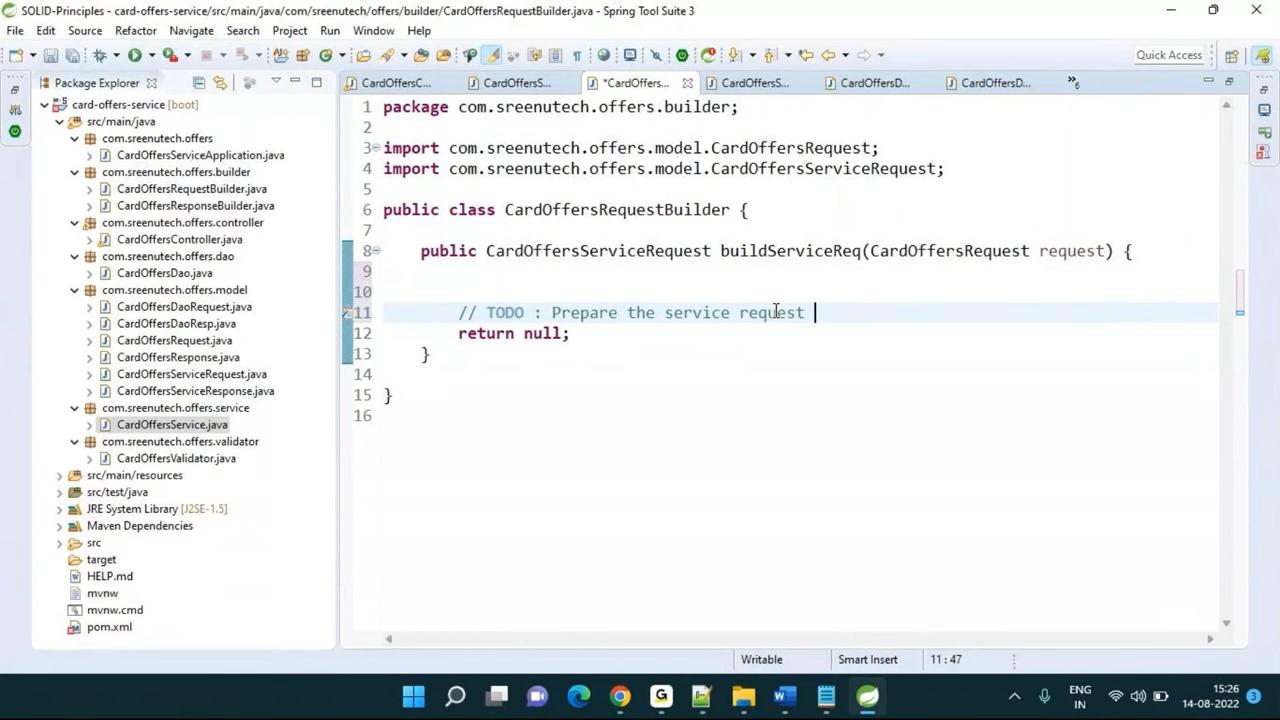 SOLID-Principles - card-offers-service/src/main/java/com/sreenutech/offers/builder/CardOffersRequestBuilder.java - Spring Tool Suite 3
File Edit Source Refactor Navigate Search Project Run Window Help
Quick Access
Package Explorer
CardOffersC...
CardOffersS...
*CardOffers...
CardOffersS...
CardOffersD...
CardOffersD...
»5
card-offers-service [boot]
src/main/java
com.sreenutech.offers
CardOffersServiceApplication.java
com.sreenutech.offers.builder
CardOffersRequestBuilder.java
CardOffersResponseBuilder.java
com.sreenutech.offers.controller
CardOffersController.java
com.sreenutech.offers.dao
CardOffersDao.java
com.sreenutech.offers.model
CardOffersDaoRequest.java
CardOffersDaoResp.java
CardOffersRequest.java
CardOffersResponse.java
CardOffersServiceRequest.java
CardOffersServiceResponse.java
com.sreenutech.offers.service
CardOffersService.java
com.sreenutech.offers.validator
CardOffersValidator.java
src/main/resources
src/test/java
JRE System Library [J2SE-1.5]
Maven Dependencies
src
target
HELP.md
mvnw
mvnw.cmd
pom.xml
1 package com.sreenutech.offers.builder;
2
3 import com.sreenutech.offers.model.CardOffersRequest;
4 import com.sreenutech.offers.model.CardOffersServiceRequest;
5
6 public class CardOffersRequestBuilder {
7
8 public CardOffersServiceRequest buildServiceReq(CardOffersRequest request) {
9
10
11 // TODO : Prepare the service request
12 return null;
13 }
14
15 }
16
Writable Smart Insert 11 : 47
ENG
IN
15:26
14-08-2022
3